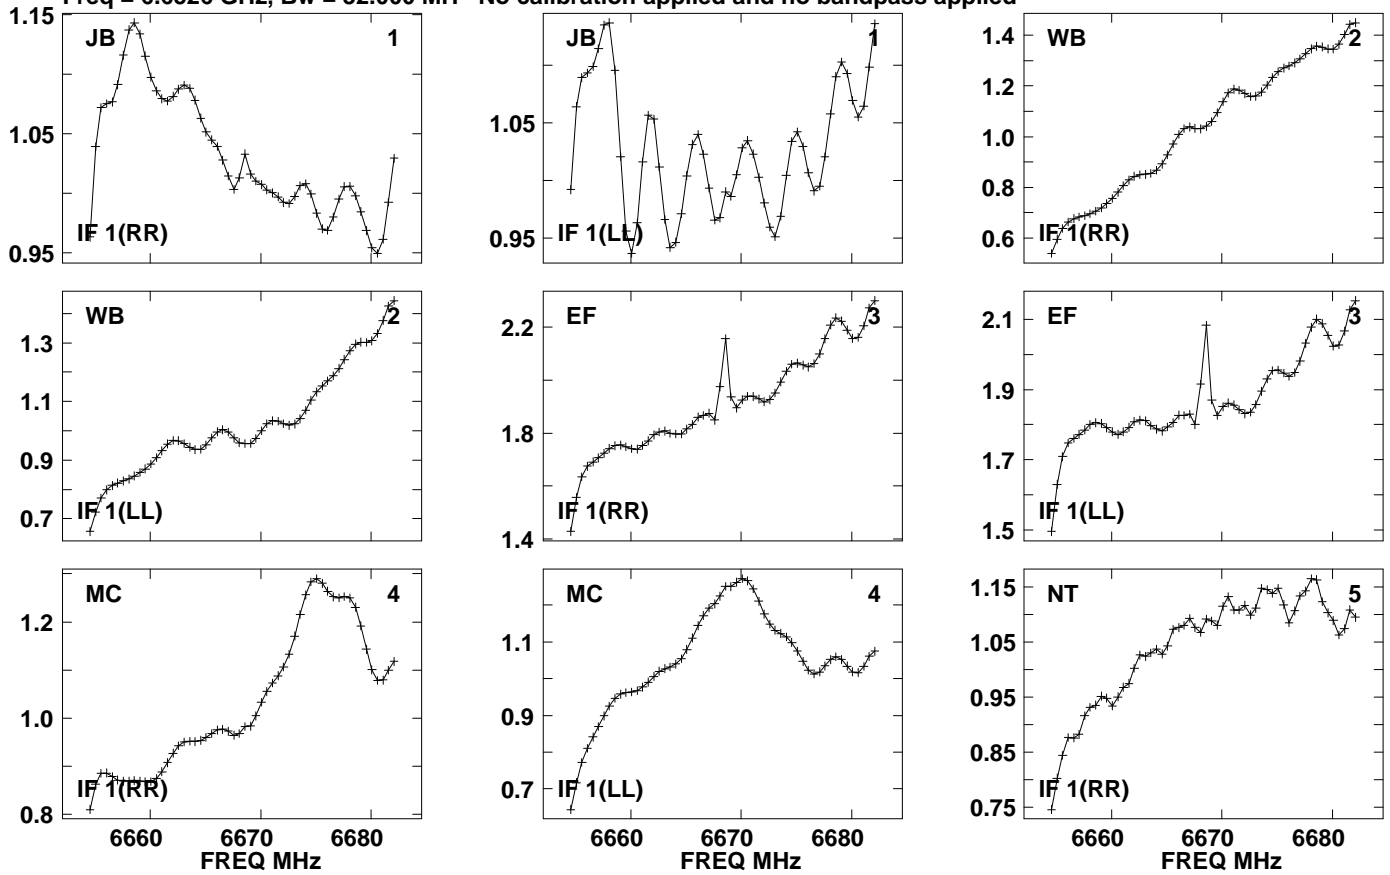 No calibration applied and no bandpass applied
1.15 JB 1
1.05
0.95 IF 1(RR)
JB 1
1.05
0.95 IF 1(LL)
1.4 WB 2
1.2
1.0
0.8
0.6 IF 1(RR)
WB 2
1.3
1.1
0.9
0.7 IF 1(LL)
EF 3
2.2
1.8
1.4 IF 1(RR)
EF 3
2.1
1.9
1.7
1.5 IF 1(LL)
MC 4
1.2
1.0
0.8 IF 1(RR)
6660 6670 6680
FREQ MHz
MC 4
1.1
0.9
0.7 IF 1(LL)
6660 6670 6680
FREQ MHz
NT 5
1.15
1.05
0.95
0.85
0.75 IF 1(RR)
6660 6670 6680
FREQ MHz